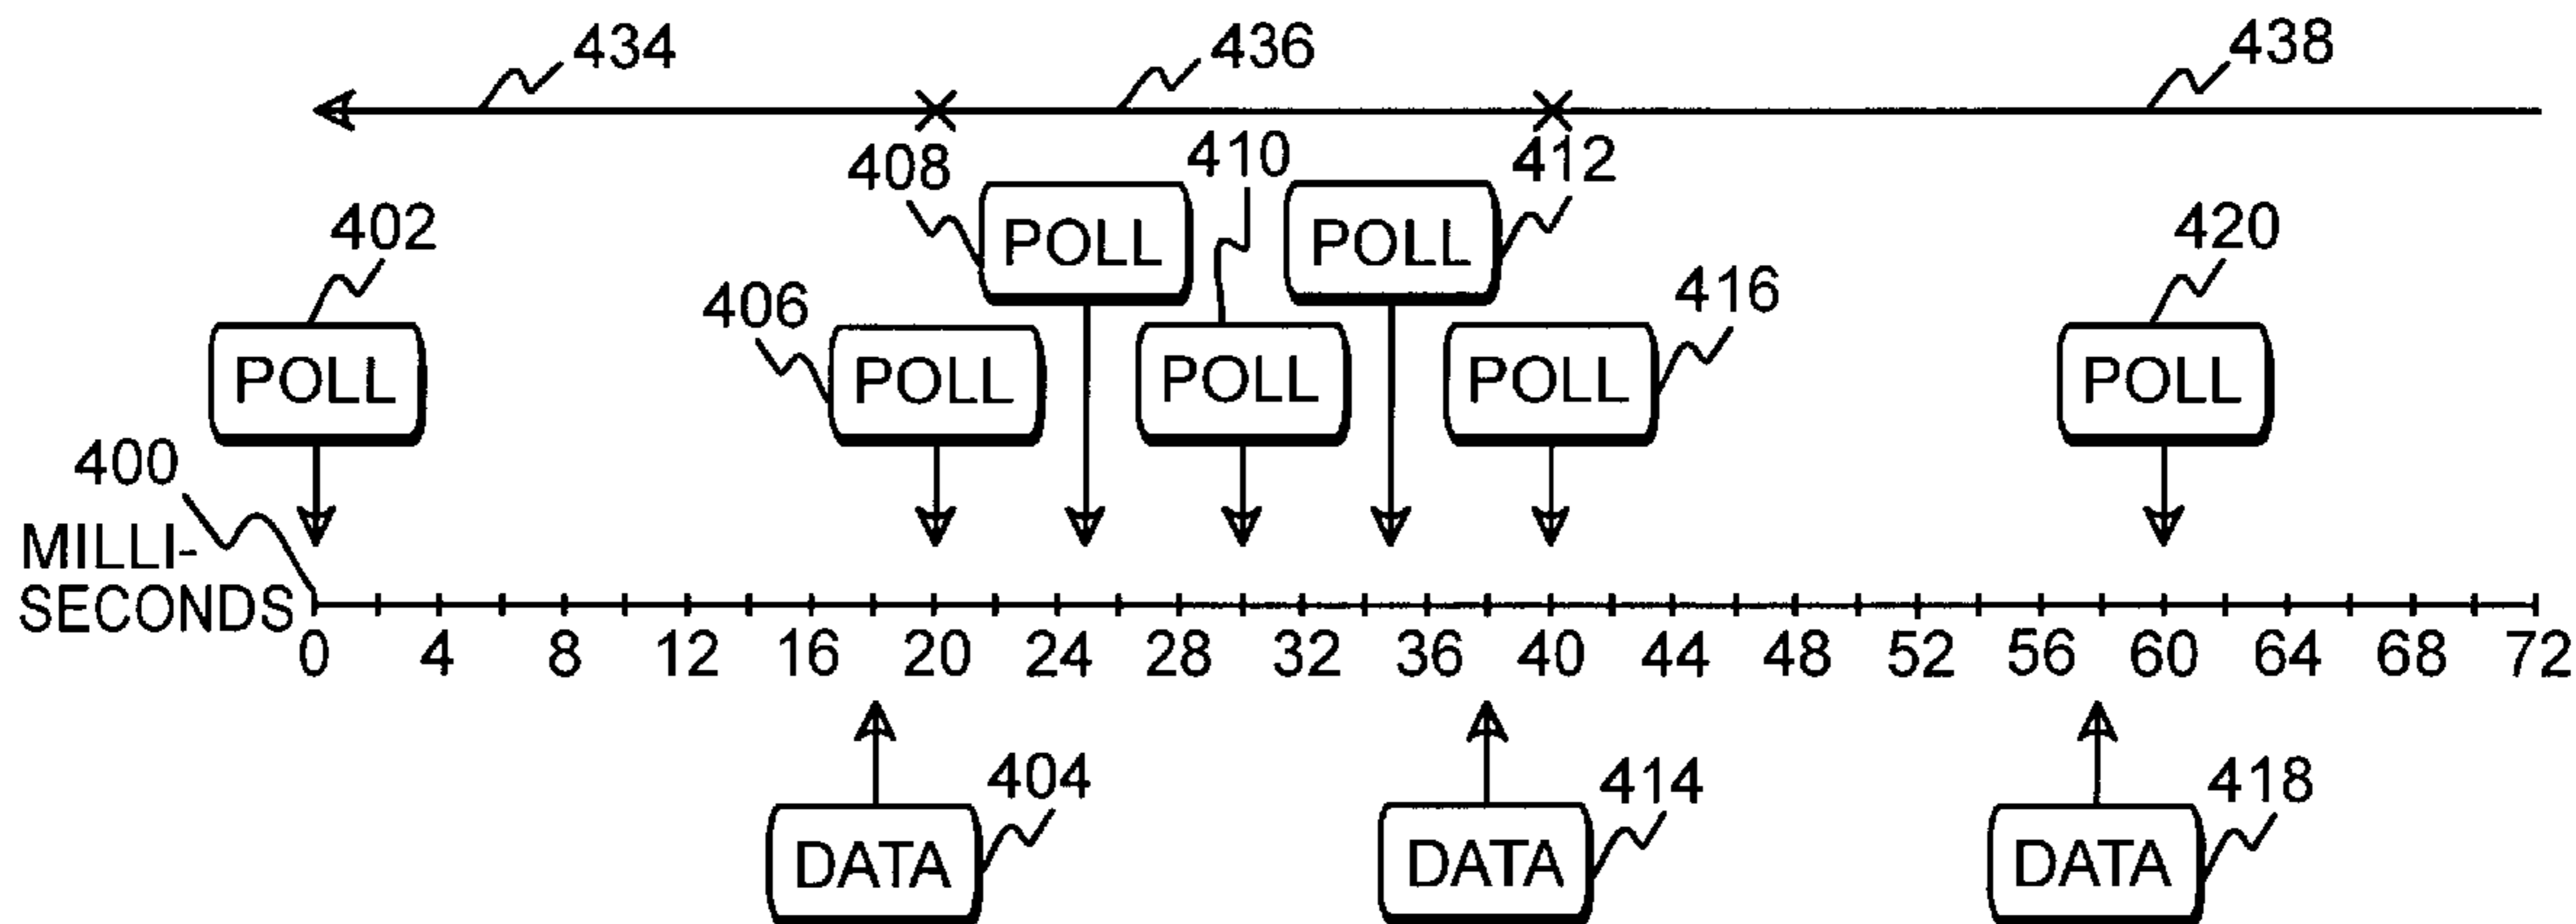 434
436
438
408
410
412
POLL
POLL
402
420
406
416
POLL
POLL
POLL
POLL
POLL
400
MILLI-
SECONDS
0 4 8 12 16 20 24 28 32 36 40 44 48 52 56 60 64 68 72
404
414
418
DATA
DATA
DATA